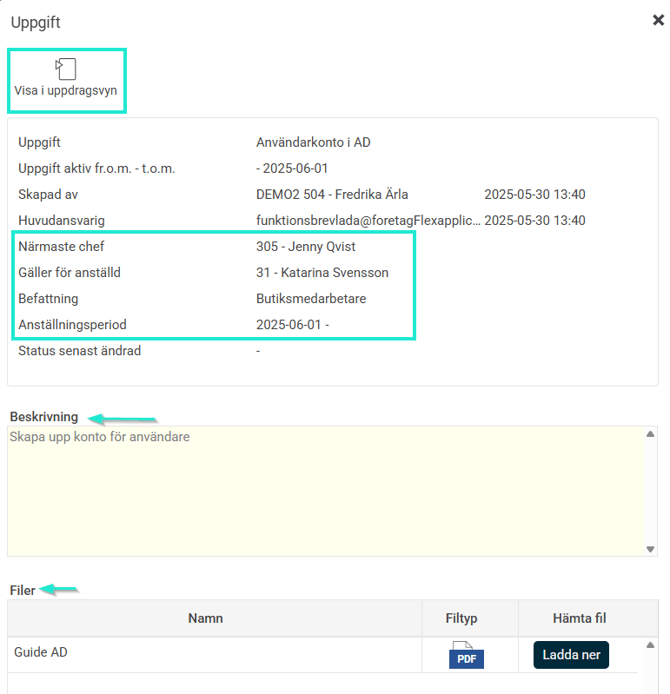 Uppgift
Visa i uppdragsvyn
Uppgift Användarkonto i AD
Uppgift aktiv fr.o.m. - t.o.m. - 2025-06-01
Skapad av DEMO2 504 - Fredrika Ärla 2025-05-30 13:40
Huvudansvarig funktionsbrevlada@foretagFlexapplic... 2025-05-30 13:40
Närmaste chef 305 - Jenny Qvist
Gäller för anställd 31 - Katarina Svensson
Befattning Butiksmedarbetare
Anställningsperiod 2025-06-01 -
Status senast ändrad -
Beskrivning
Skapa upp konto för användare
Filer
Namn Filtyp Hämta fil
Guide AD PDF Ladda ner